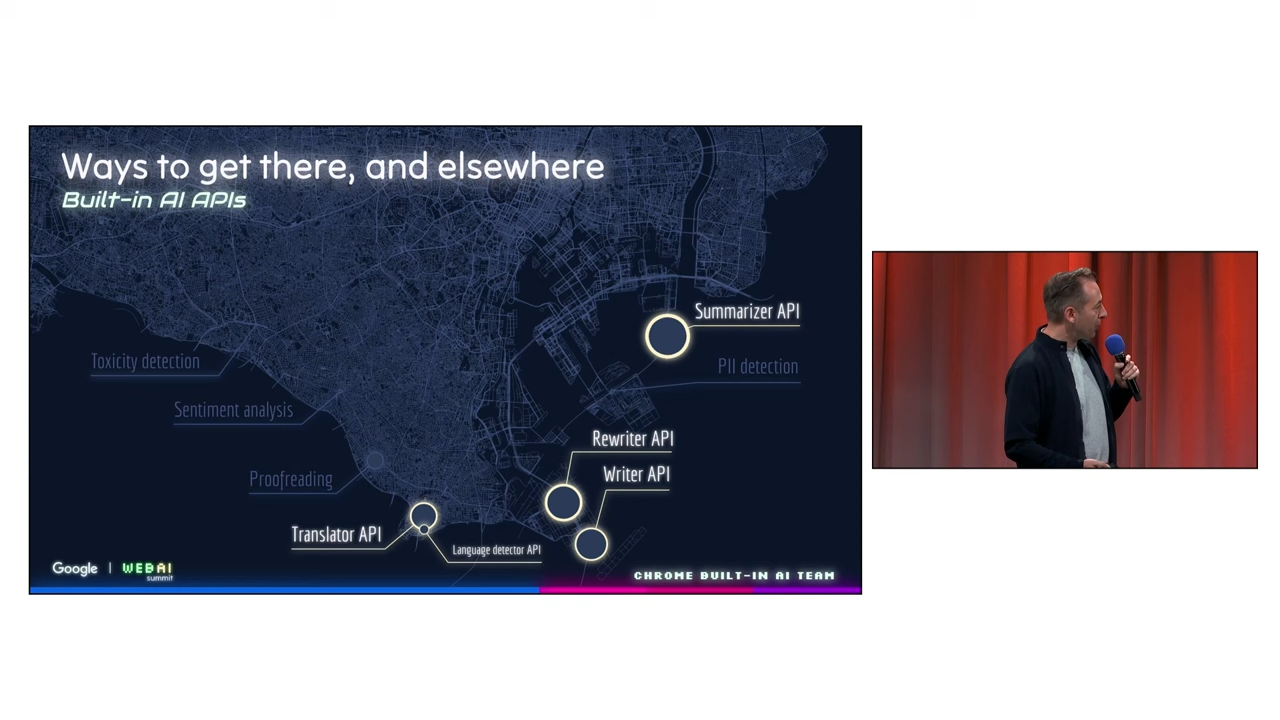 Ways to get there, and elsewhere
Built-in AI APIs
Summarizer API
Toxicity detection
PII detection
Sentiment analysis
Rewriter API
Writer API
Proofreading
Translator API
Language detector API
Google | WEBAI
summit
CHROME BUILT-IN AI TEAM